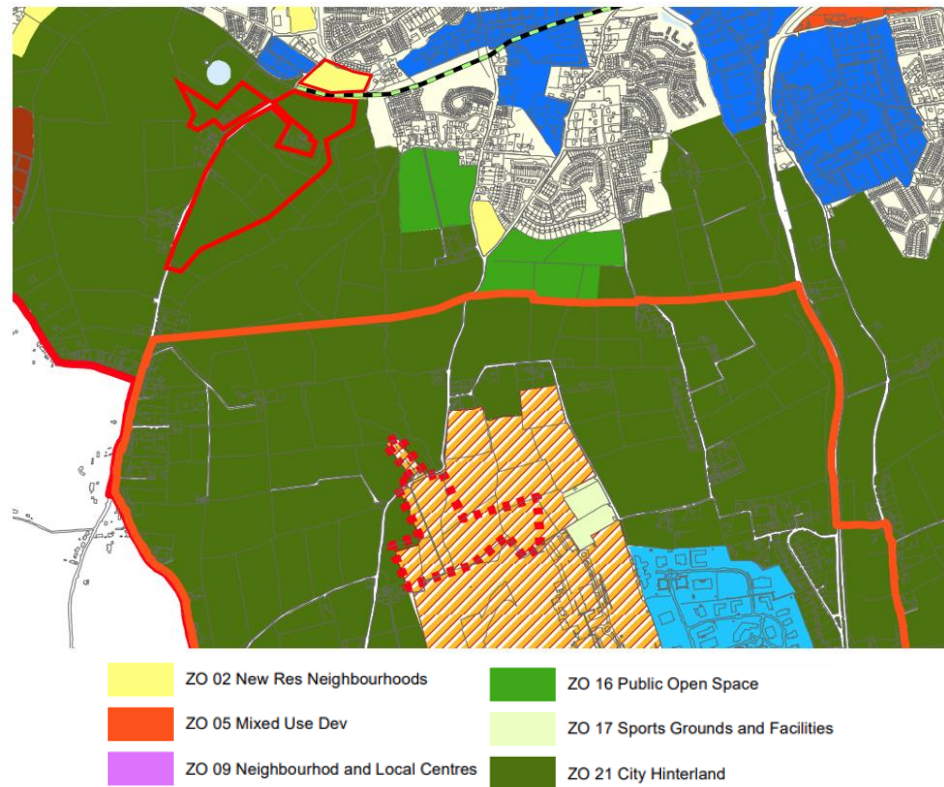 ZO 02 New Res Neighbourhoods
ZO 05 Mixed Use Dev
ZO 09 Neighbourhod and Local Centres
ZO 16 Public Open Space
ZO 17 Sports Grounds and Facilities
ZO 21 City Hinterland